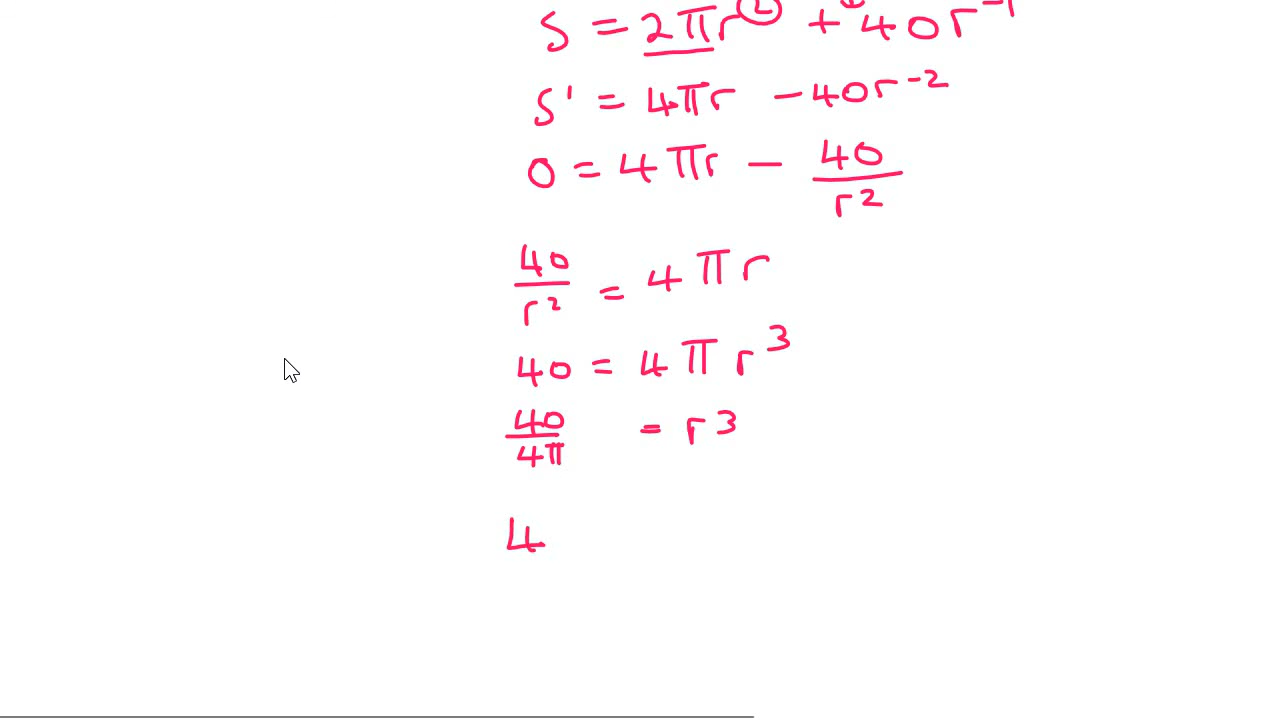 S = 2πr² + 40r⁻¹
S' = 4πr - 40r⁻²
0 = 4πr - 40/r²
40/r² = 4πr
40 = 4πr³
40/4π = r³
4